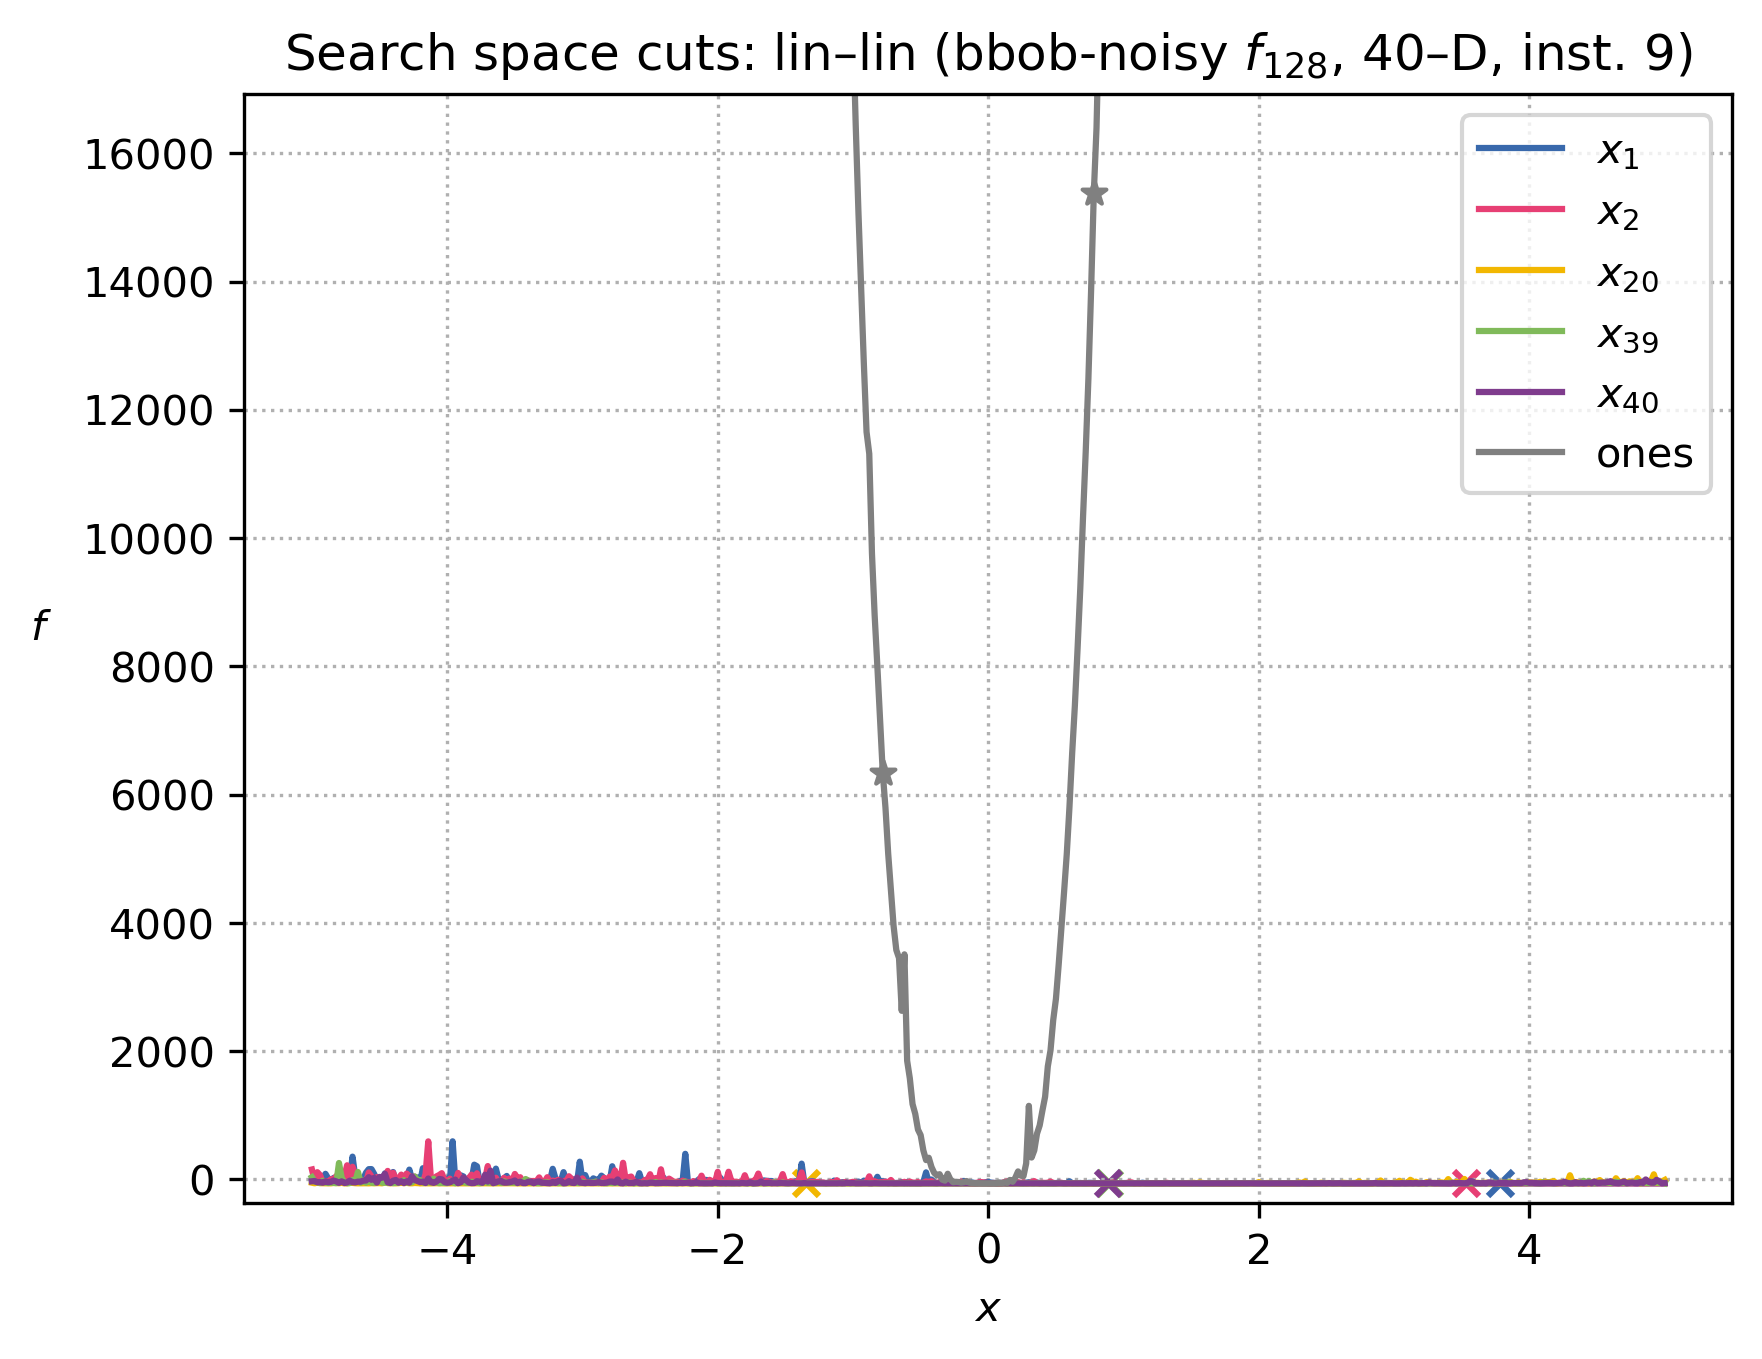 Search space cuts: lin–lin (bbob-noisy f₁₂₈, 40–D, inst. 9)
16000
14000
12000
10000
8000
6000
4000
2000
0
f
−4
−2
0
2
4
x
x₁
x₂
x₂₀
x₃₉
x₄₀
ones